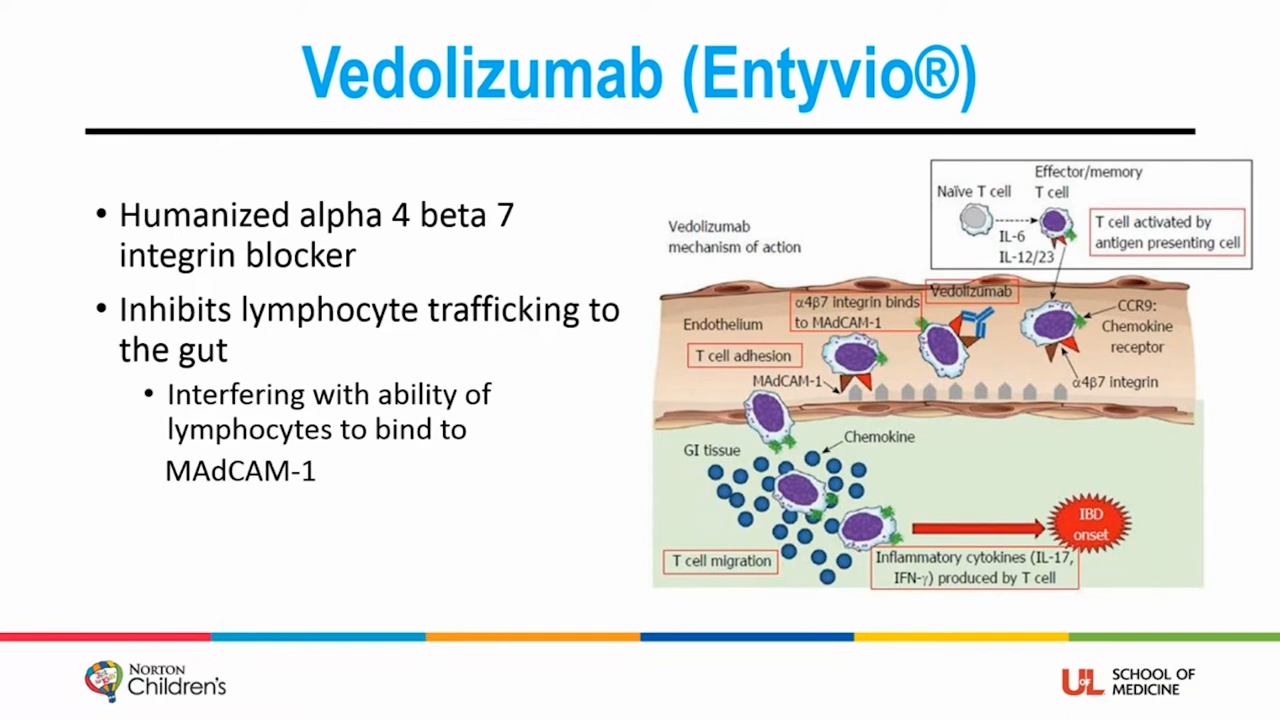 Vedolizumab (Entyvio®)
• Humanized alpha 4 beta 7
integrin blocker
• Inhibits lymphocyte trafficking to
the gut
• Interfering with ability of
lymphocytes to bind to
MAdCAM-1
Vedolizumab
mechanism of action
Effector/memory
Naïve T cell
T cell
IL-6
IL-12/23
T cell activated by
antigen presenting cell
Endothelium
α4β7 integrin binds
to MAdCAM-1
Vedolizumab
CCR9:
Chemokine
receptor
T cell adhesion
MAdCAM-1
α4β7 integrin
GI tissue
Chemokine
IBD
onset
T cell migration
Inflammatory cytokines (IL-17,
IFN-γ) produced by T cell
NORTON
Children's
UofL
SCHOOL OF
MEDICINE